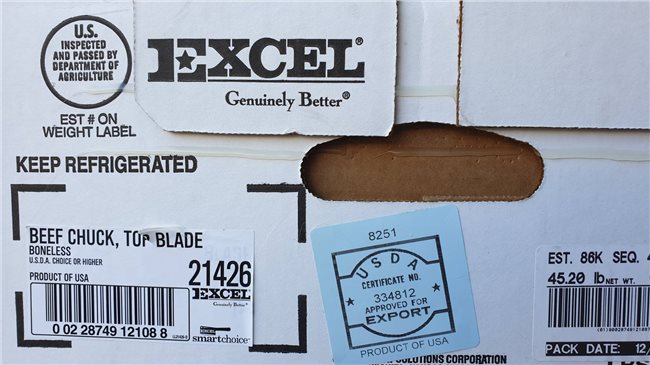 U.S.
INSPECTED
AND PASSED BY
DEPARTMENT OF
AGRICULTURE
EST # ON
WEIGHT LABEL
EXCEL®
Genuinely Better®
KEEP REFRIGERATED
BEEF CHUCK, TOP BLADE
BONELESS
U.S.D.A. CHOICE OR HIGHER
PRODUCT OF USA
21426
EXCEL
Genuinely Better®
0 02 28749 12108 8
EXCEL
smartchoice
8251
USDA
CERTIFICATE NO.
334812
APPROVED FOR
EXPORT
PRODUCT OF USA
SOLUTIONS CORPORATION
EST. 86K SEQ.
45.20 lb NET WT.
PACK DATE: 12/